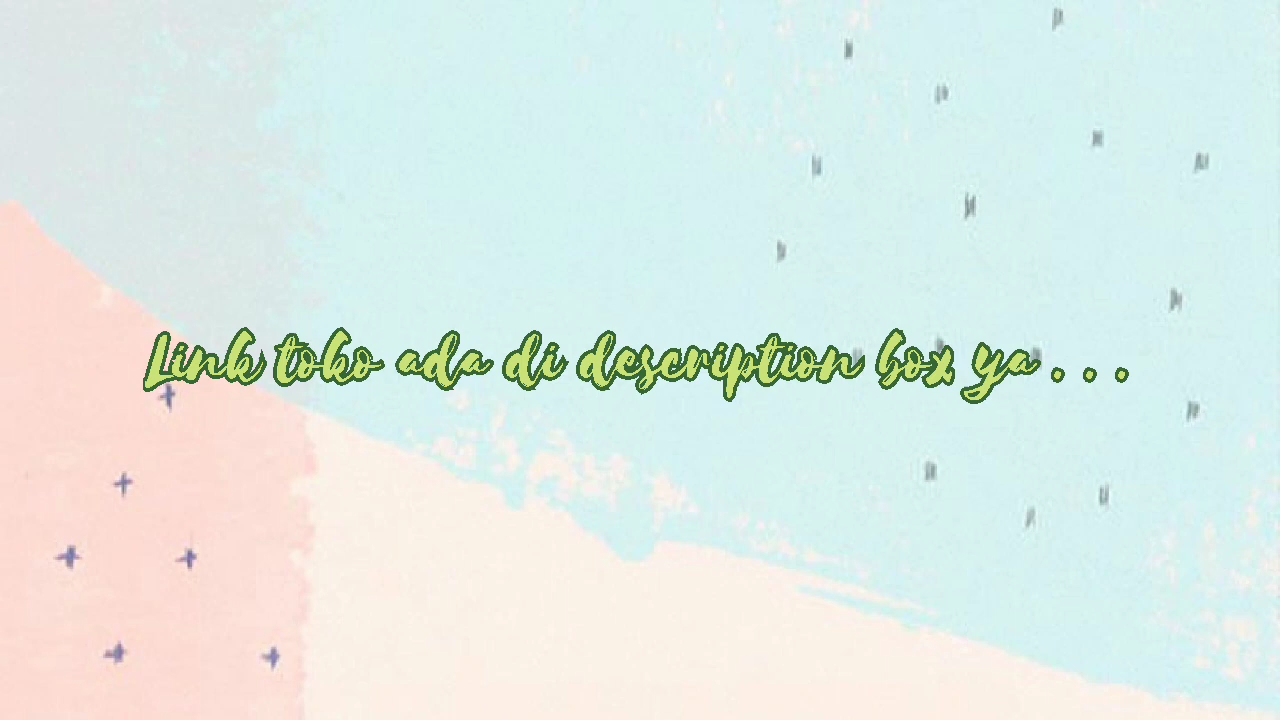 Link toko ada di description box ya . . .